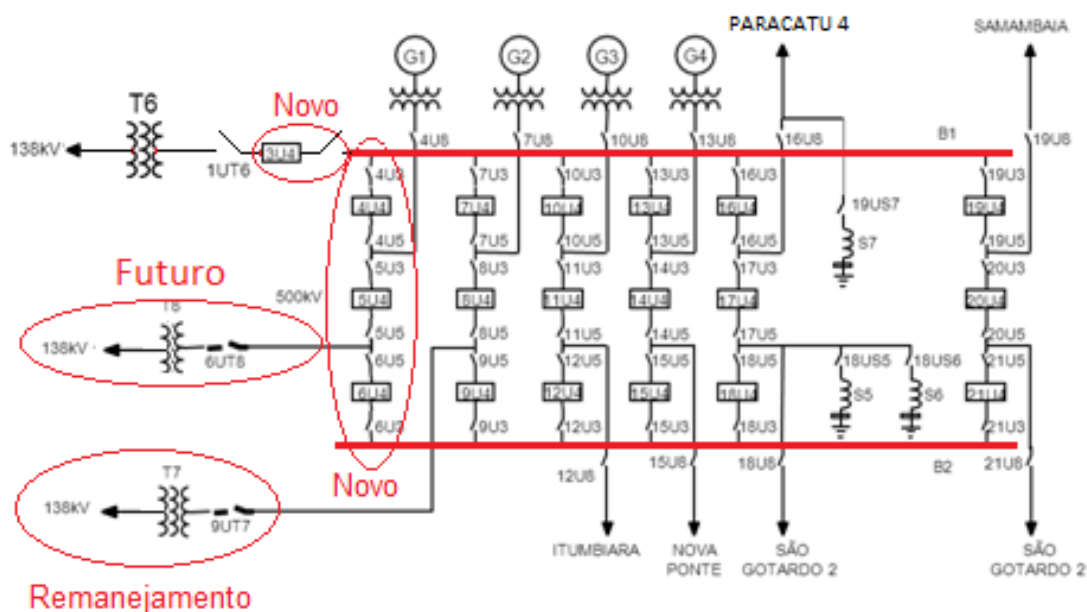 PARACATU 4
SAMAMBAIA
G1
G2
G3
G4
T6
Novo
4U8
7U8
10U8
13U8
16U8
B1
19U8
138kV
3U4
1UT6
4U3
7U3
10U3
13U3
16U3
19U3
4U4
7U4
10U4
13U4
16U4
19US7
19U4
4U5
7U5
10U5
13U5
16U5
S7
19U5
5U3
8U3
11U3
14U3
17U3
20U3
Futuro
500kV
5U4
8U4
11U4
14U4
17U4
20U4
T8
5U5
8U5
11U5
14U5
17U5
20U5
138kV
6UT8
6U5
9U5
12U5
15U5
18U5
18US5
18US6
21U5
6U4
9U4
12U4
15U4
18U4
S5
S6
21U4
6U3
9U3
12U3
15U3
18U3
21U3
B2
T7
Novo
12U8
15U8
18U8
21U8
138kV
9UT7
ITUMBIARA
NOVA
PONTE
SÃO
GOTARDO 2
SÃO
GOTARDO 2
Remanejamento